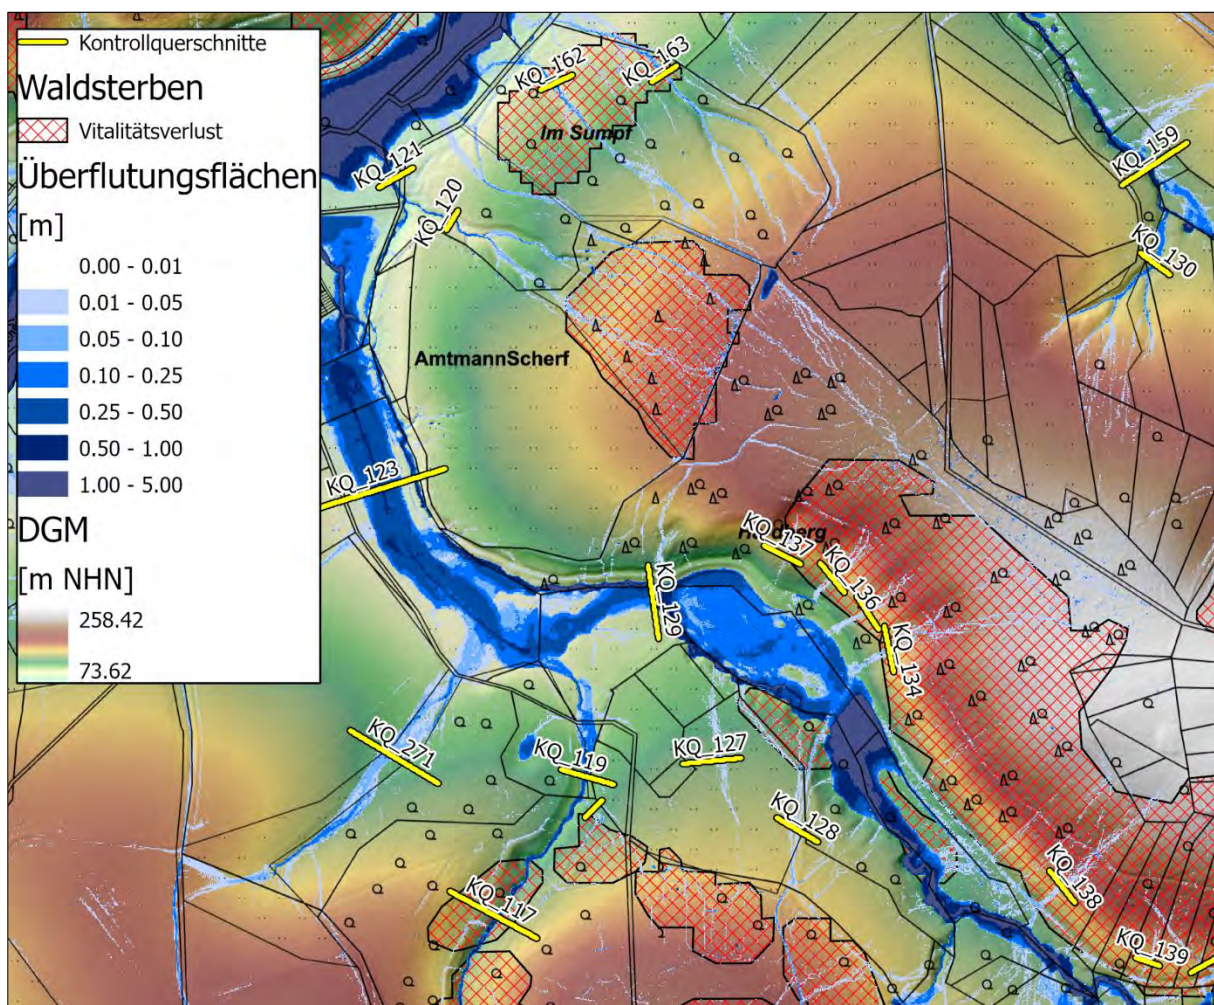 Kontrollquerschnitte
Waldsterben
Vitalitätsverlust
Überflutungsflächen
[m]
0.00 - 0.01
0.01 - 0.05
0.05 - 0.10
0.10 - 0.25
0.25 - 0.50
0.50 - 1.00
1.00 - 5.00
DGM
[m NHN]
258.42
73.62
KQ_162
KQ_163
Im Sumpf
KQ_121
KQ_120
KQ_159
KQ_130
AmtmannScherf
KQ_123
KQ_137
KQ_136
KQ_129
KQ_134
KQ_271
KQ_119
KQ_127
KQ_128
KQ_117
KQ_138
KQ_139